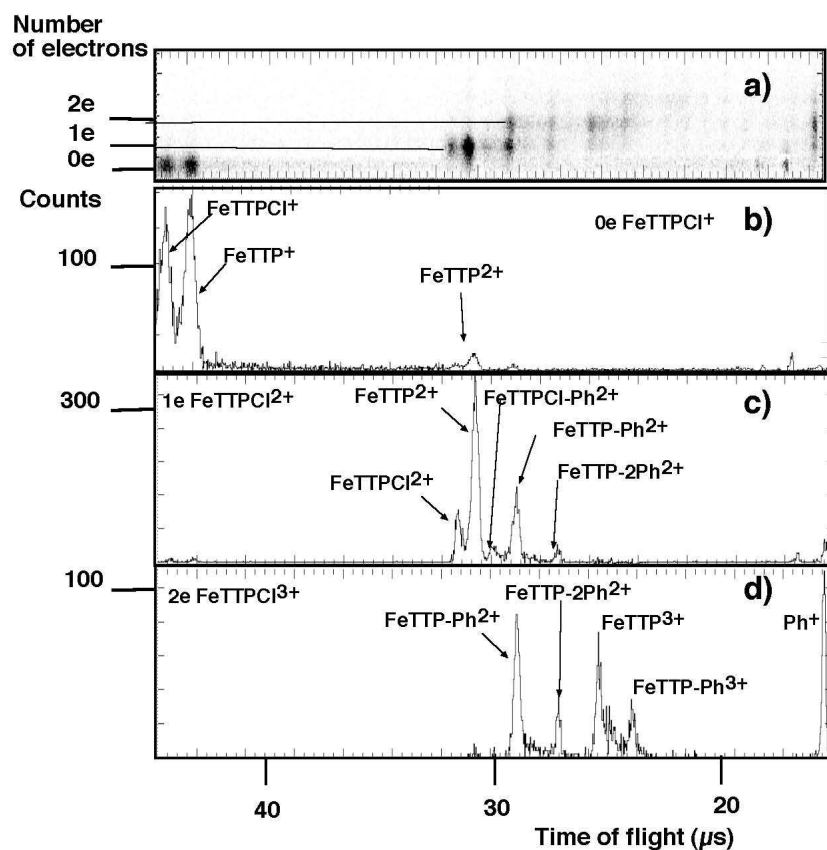 Number
of electrons
2e
1e
0e
a)
Counts
100
FeTTPCl+
FeTTP+
FeTTP2+
0e FeTTPCl+
b)
300
1e FeTTPCl2+
FeTTP2+
FeTTPCl-Ph2+
c)
FeTTP-Ph2+
FeTTPCl2+
FeTTP-2Ph2+
100
2e FeTTPCl3+
FeTTP-2Ph2+
d)
FeTTP-Ph2+
FeTTP3+
Ph+
FeTTP-Ph3+
40
30
20
Time of flight (μs)